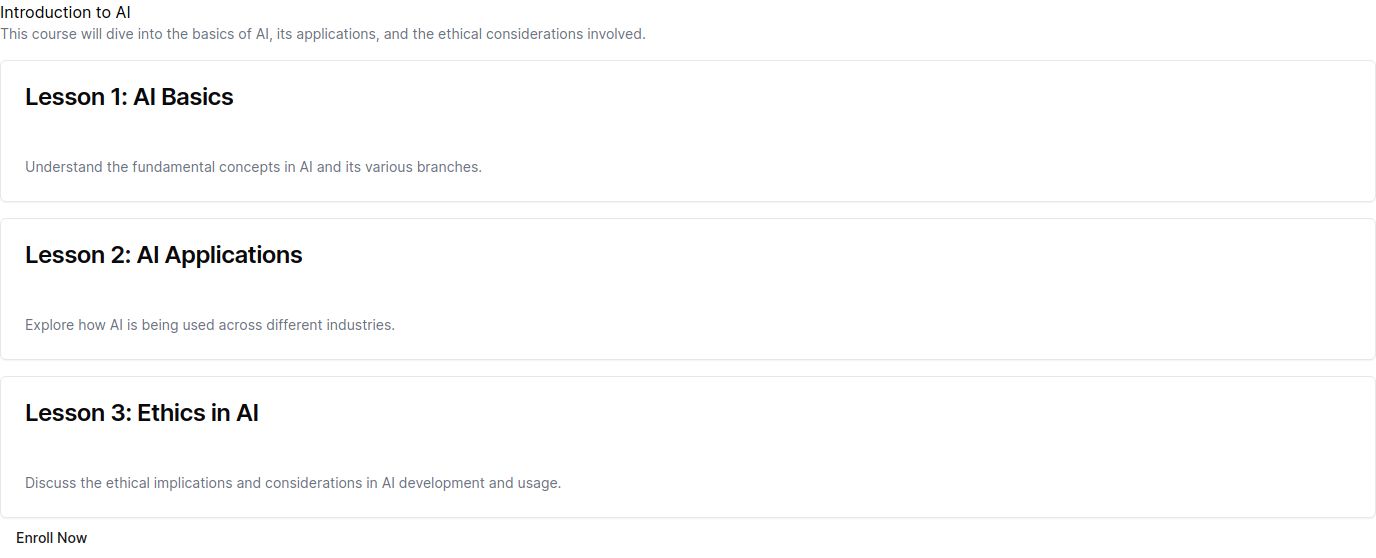 Introduction to AI
This course will dive into the basics of AI, its applications, and the ethical considerations involved.
Lesson 1: AI Basics
Understand the fundamental concepts in AI and its various branches.
Lesson 2: AI Applications
Explore how AI is being used across different industries.
Lesson 3: Ethics in AI
Discuss the ethical implications and considerations in AI development and usage.
Enroll Now